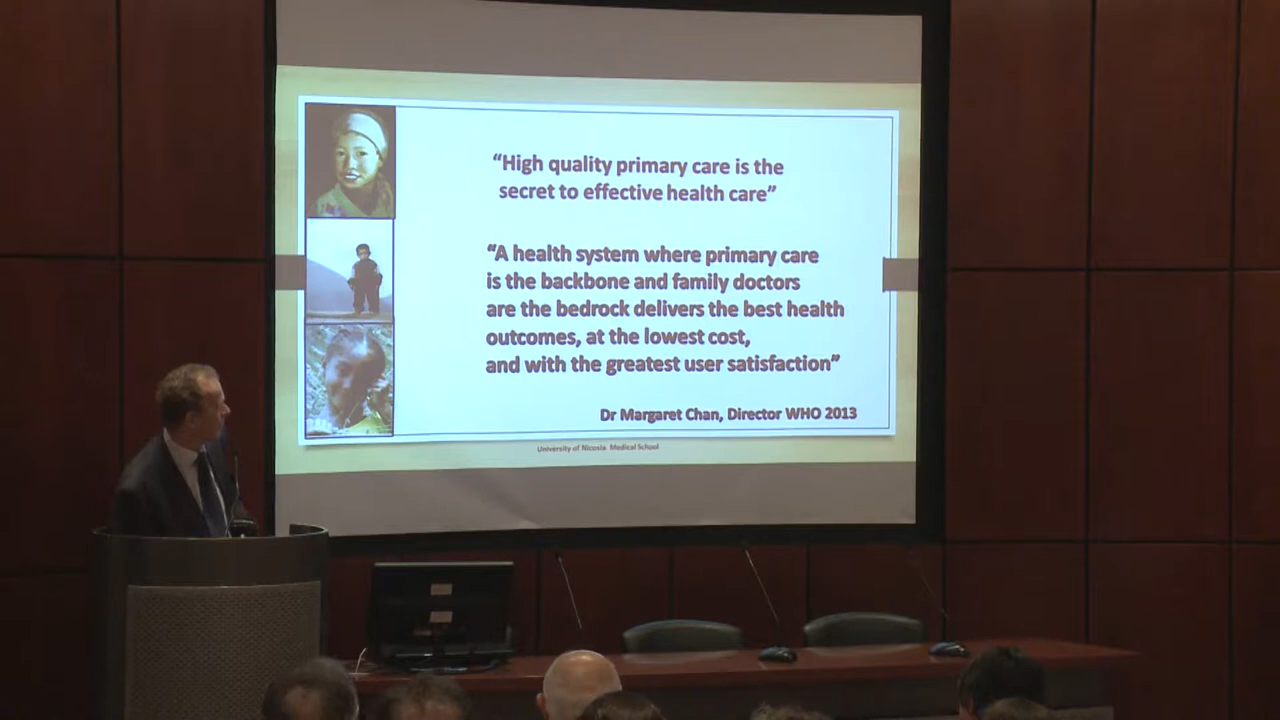 “High quality primary care is the
secret to effective health care”
“A health system where primary care
is the backbone and family doctors
are the bedrock delivers the best health
outcomes, at the lowest cost,
and with the greatest user satisfaction”
Dr Margaret Chan, Director WHO 2013
University of Nicosia Medical School